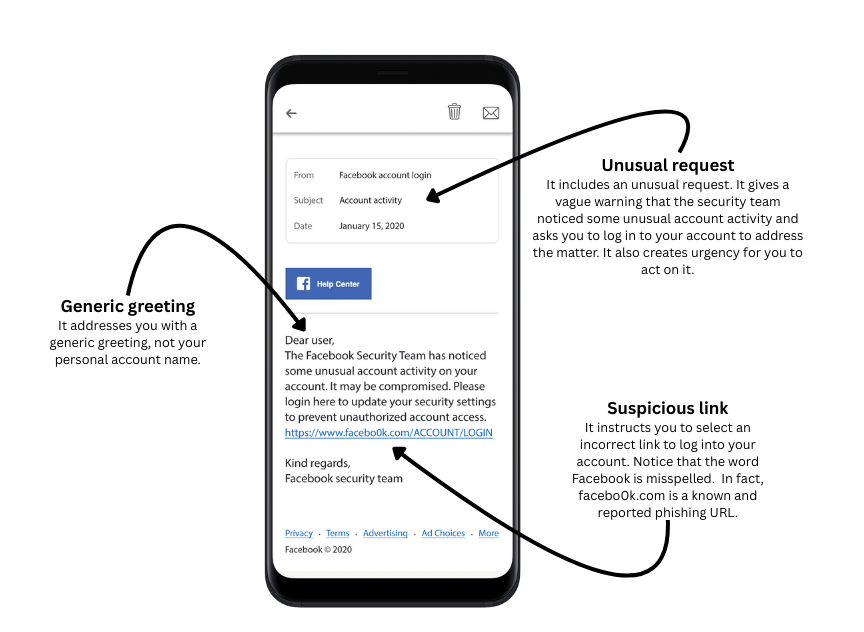 From Facebook account login
Subject Account activity
Date January 15, 2020
Help Center
Dear user,
The Facebook Security Team has noticed
some unusual account activity on your
account. It may be compromised. Please
login here to update your security settings
to prevent unauthorized account access.
https://www.facebo0k.com/ACCOUNT/LOGIN
Kind regards,
Facebook security team
Privacy · Terms · Advertising · Ad Choices · More
Facebook © 2020
Generic greeting
It addresses you with a
generic greeting, not your
personal account name.
Unusual request
It includes an unusual request. It gives a
vague warning that the security team
noticed some unusual account activity and
asks you to log in to your account to address
the matter. It also creates urgency for you to
act on it.
Suspicious link
It instructs you to select an
incorrect link to log into your
account. Notice that the word
Facebook is misspelled. In fact,
facebo0k.com is a known and
reported phishing URL.